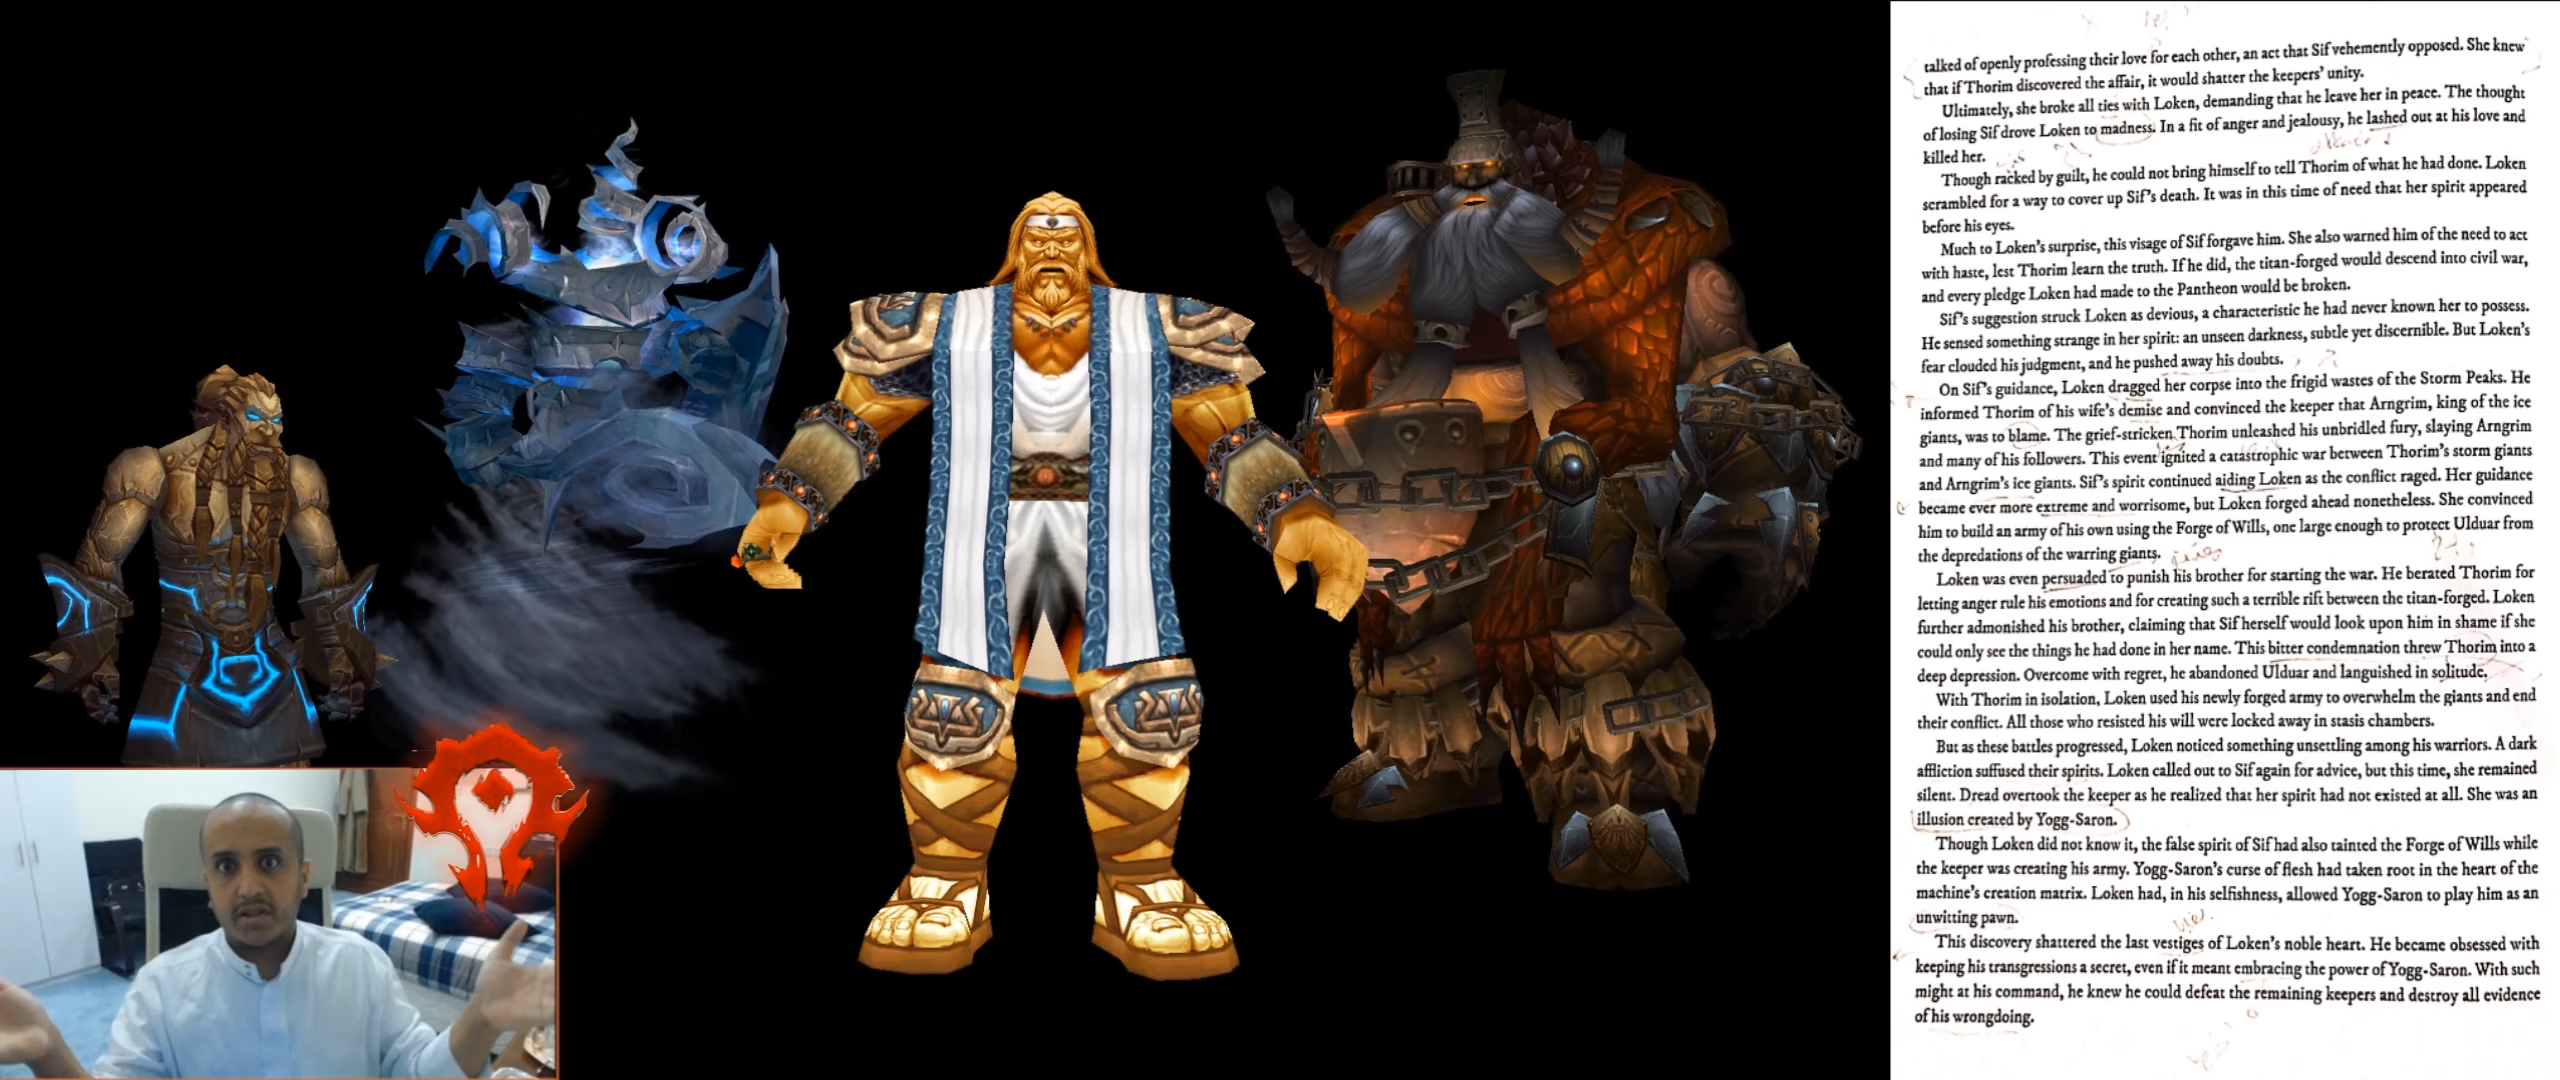 talked of openly professing their love for each other, an act that Sif vehemently opposed. She knew
that if Thorim discovered the affair, it would shatter the keepers' unity.
Ultimately, she broke all ties with Loken, demanding that he leave her in peace. The thought
of losing Sif drove Loken to madness. In a fit of anger and jealousy, he lashed out at his love and
killed her.
Though racked by guilt, he could not bring himself to tell Thorim of what he had done. Loken
scrambled for a way to cover up Sif's death. It was in this time of need that her spirit appeared
before his eyes.
Much to Loken's surprise, this visage of Sif forgave him. She also warned him of the need to act
with haste, lest Thorim learn the truth. If he did, the titan-forged would descend into civil war,
and every pledge Loken had made to the Pantheon would be broken.
Sif's suggestion struck Loken as devious, a characteristic he had never known her to possess.
He sensed something strange in her spirit: an unseen darkness, subtle yet discernible. But Loken's
fear clouded his judgment, and he pushed away his doubts.
On Sif's guidance, Loken dragged her corpse into the frigid wastes of the Storm Peaks. He
informed Thorim of his wife's demise and convinced the keeper that Arngrim, king of the ice
giants, was to blame. The grief-stricken Thorim unleashed his unbridled fury, slaying Arngrim
and many of his followers. This event ignited a catastrophic war between Thorim's storm giants
and Arngrim's ice giants. Sif's spirit continued aiding Loken as the conflict raged. Her guidance
became ever more extreme and worrisome, but Loken forged ahead nonetheless. She convinced
him to build an army of his own using the Forge of Wills, one large enough to protect Ulduar from
the depredations of the warring giants.
Loken was even persuaded to punish his brother for starting the war. He berated Thorim for
letting anger rule his emotions and for creating such a terrible rift between the titan-forged. Loken
further admonished his brother, claiming that Sif herself would look upon him in shame if she
could only see the things he had done in her name. This bitter condemnation threw Thorim into a
deep depression. Overcome with regret, he abandoned Ulduar and languished in solitude.
With Thorim in isolation, Loken used his newly forged army to overwhelm the giants and end
their conflict. All those who resisted his will were locked away in stasis chambers.
But as these battles progressed, Loken noticed something unsettling among his warriors. A dark
affliction suffused their spirits. Loken called out to Sif again for advice, but this time, she remained
silent. Dread overtook the keeper as he realized that her spirit had not existed at all. She was an
illusion created by Yogg-Saron.
Though Loken did not know it, the false spirit of Sif had also tainted the Forge of Wills while
the keeper was creating his army. Yogg-Saron's curse of flesh had taken root in the heart of the
machine's creation matrix. Loken had, in his selfishness, allowed Yogg-Saron to play him as an
unwitting pawn.
This discovery shattered the last vestiges of Loken's noble heart. He became obsessed with
keeping his transgressions a secret, even if it meant embracing the power of Yogg-Saron. With such
might at his command, he knew he could defeat the remaining keepers and destroy all evidence
of his wrongdoing.